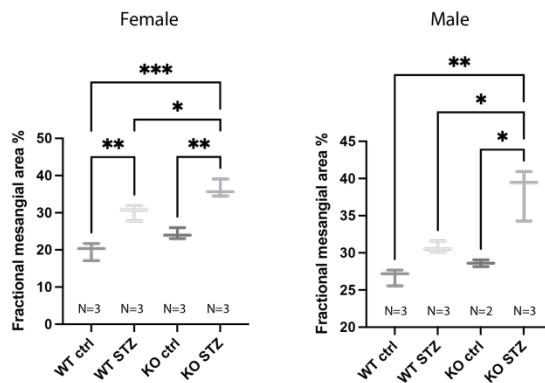 Female
***
*
**
**
Fractional mesangial area %
50
40
30
20
10
0
N=3
N=3
N=3
N=3
WT ctrl
WT STZ
KO ctrl
KO STZ
Male
**
*
*
Fractional mesangial area %
45
40
35
30
25
20
N=3
N=3
N=2
N=3
WT ctrl
WT STZ
KO ctrl
KO STZ